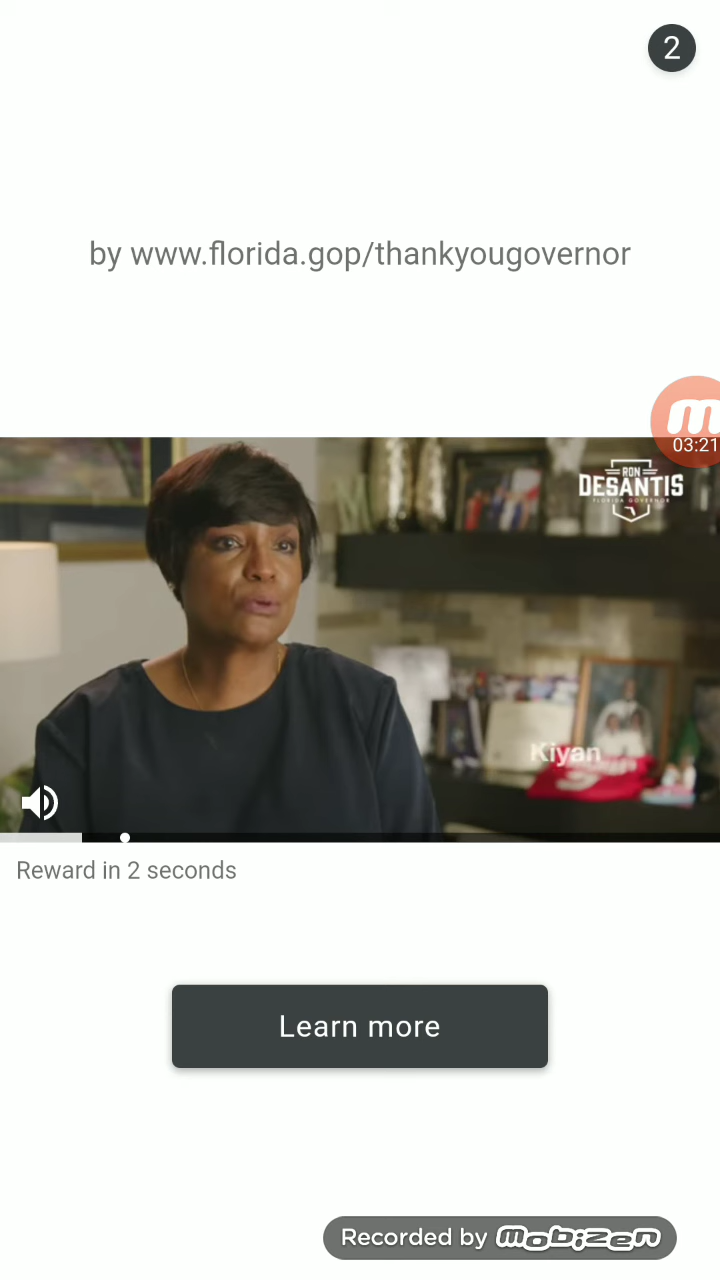 2
by www.florida.gop/thankyougovernor
03:21
RON
DESANTIS
FLORIDA GOVERNOR
Kiyan
Reward in 2 seconds
Learn more
Recorded by mobizen